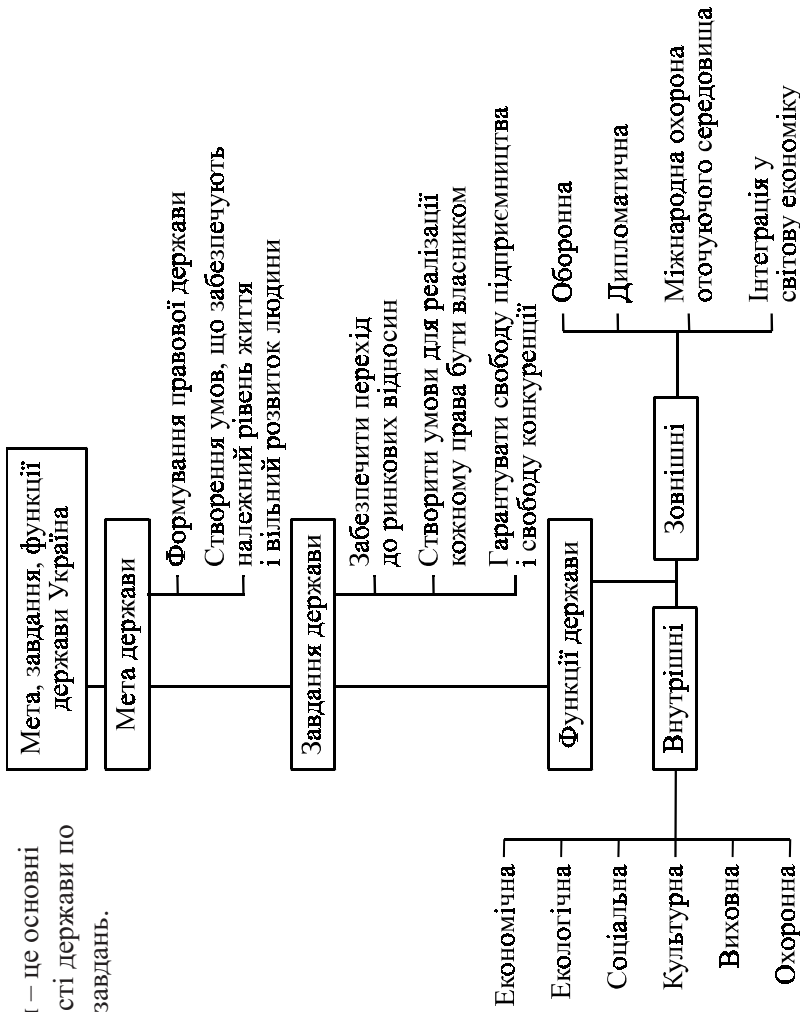 – це основні
сті держави по
завдань.
Мета, завдання, функції
держави Україна
Мета держави
Формування правової держави
Створення умов, що забезпечують
належний рівень життя
і вільний розвиток людини
Завдання держави
Забезпечити перехід
до ринкових відносин
Створити умови для реалізації
кожному права бути власником
Гарантувати свободу підприємництва
і свободу конкуренції
Функції держави
Внутрішні
Зовнішні
Економічна
Екологічна
Соціальна
Культурна
Виховна
Охоронна
Оборонна
Дипломатична
Міжнародна охорона
оточуючого середовища
Інтеграція у
світову економіку